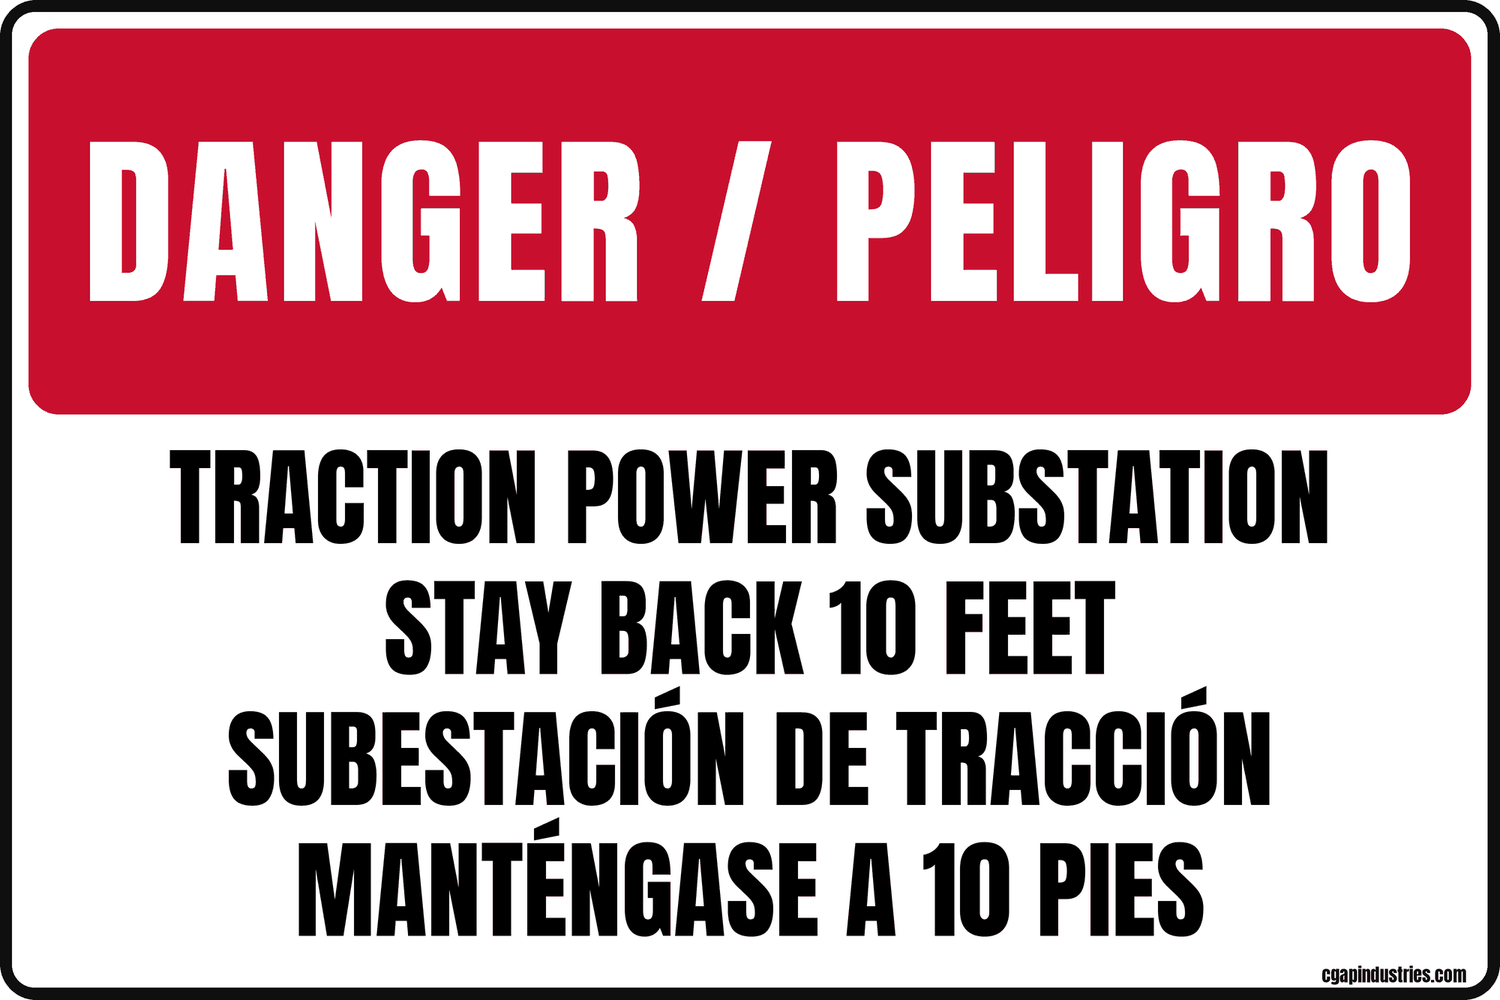 DANGER / PELIGRO
TRACTION POWER SUBSTATION
STAY BACK 10 FEET
SUBESTACIÓN DE TRACCIÓN
MANTÉNGASE A 10 PIES
cgapindustries.com